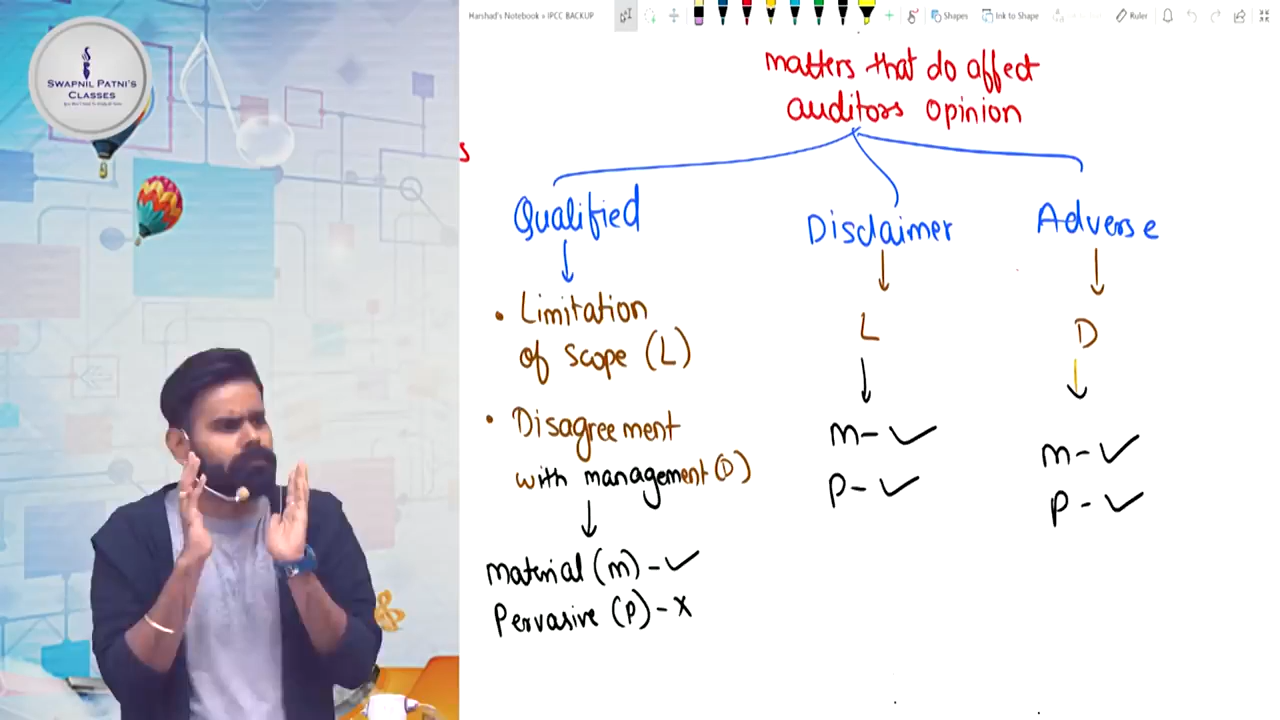 SWAPNIL PATNI'S
CLASSES
Harshad's Notebook » IPCC BACKUP
Shapes
Ink to Shape
Ruler
matters that do affect
auditors opinion
s
Qualified
Disclaimer
Adverse
• Limitation
of scope (L)
• Disagreement
with management (D)
Material (m) - ✓
Pervasive (P) - x
L
m - ✓
P - ✓
D
m - ✓
P - ✓